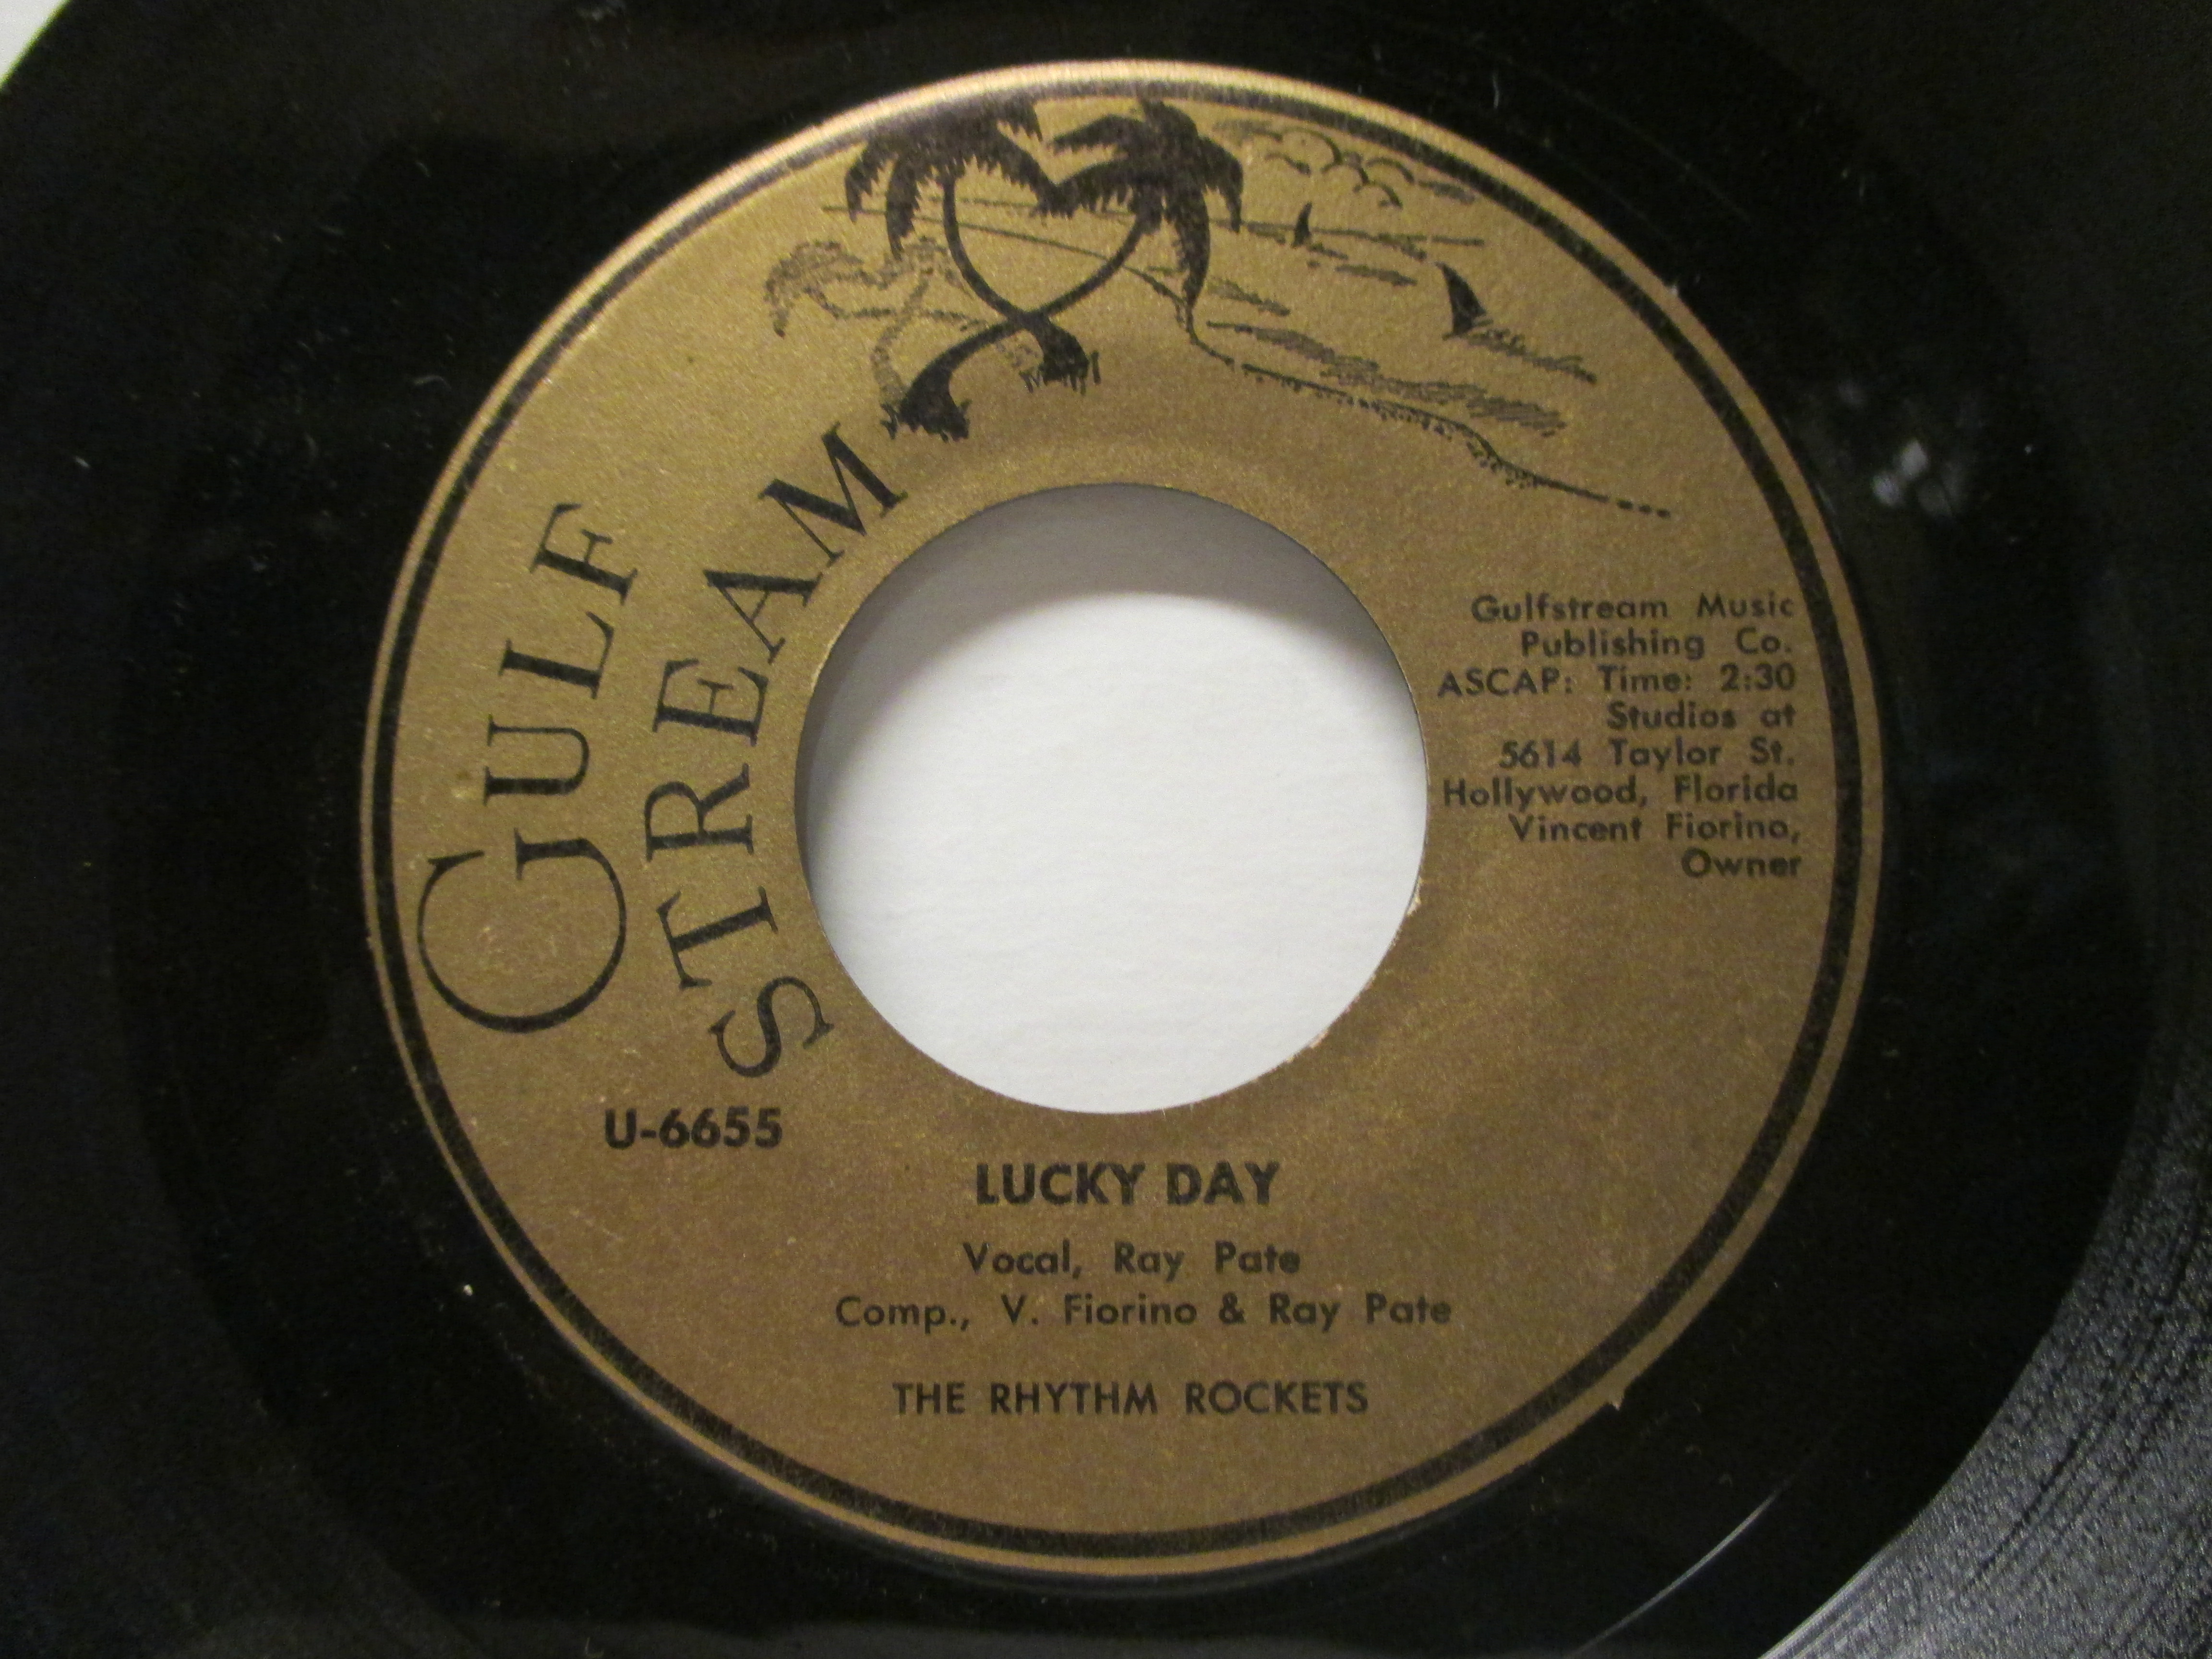 GULF
STREAM
Gulfstream Music
Publishing Co.
ASCAP: Time: 2:30
Studios at
5614 Taylor St.
Hollywood, Florida
Vincent Fiorino,
Owner
U-6655
LUCKY DAY
Vocal, Ray Pate
Comp., V. Fiorino & Ray Pate
THE RHYTHM ROCKETS